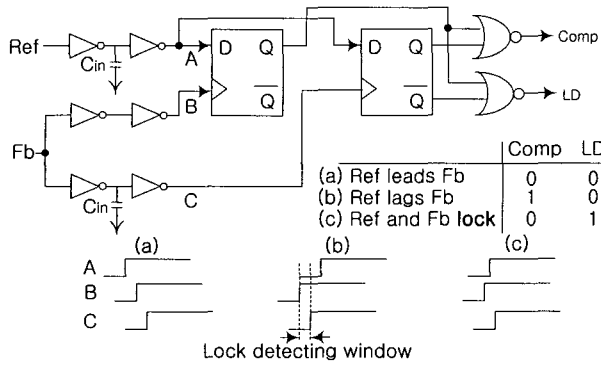 Ref
Cin
A
D Q
Q
B
D Q
Q
Comp
LD
Fb
Cin
C
Comp LD
(a) Ref leads Fb 0 0
(b) Ref lags Fb 1 0
(c) Ref and Fb lock 0 1
(a) (b) (c)
A
B
C
Lock detecting window